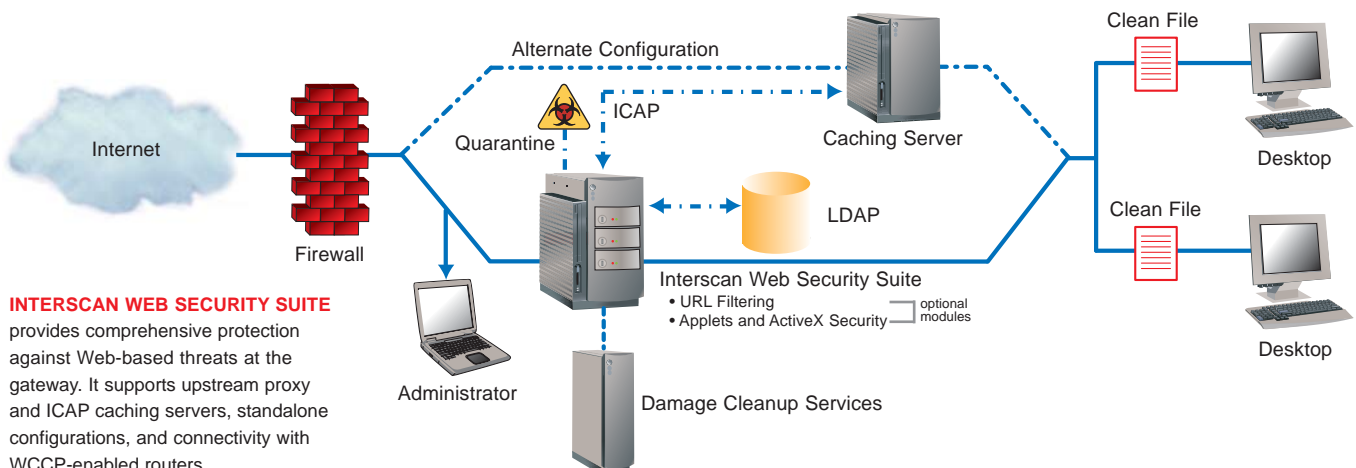 Internet
Firewall
Alternate Configuration
Quarantine
ICAP
Caching Server
LDAP
Clean File
Desktop
Clean File
Desktop
Interscan Web Security Suite
• URL Filtering
• Applets and ActiveX Security
optional
modules
Administrator
Damage Cleanup Services
INTERSCAN WEB SECURITY SUITE
provides comprehensive protection
against Web-based threats at the
gateway. It supports upstream proxy
and ICAP caching servers, standalone
configurations, and connectivity with
WCCP-enabled routers